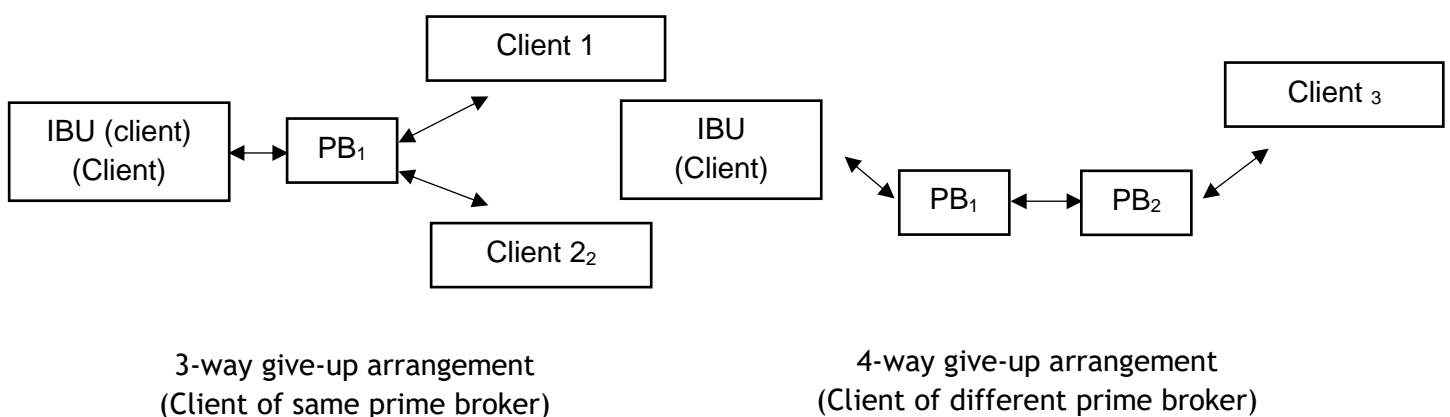 Client 1
IBU (client)
(Client)
PB₁
Client 2₂
3-way give-up arrangement
(Client of same prime broker)
IBU
(Client)
PB₁
PB₂
Client ₃
4-way give-up arrangement
(Client of different prime broker)